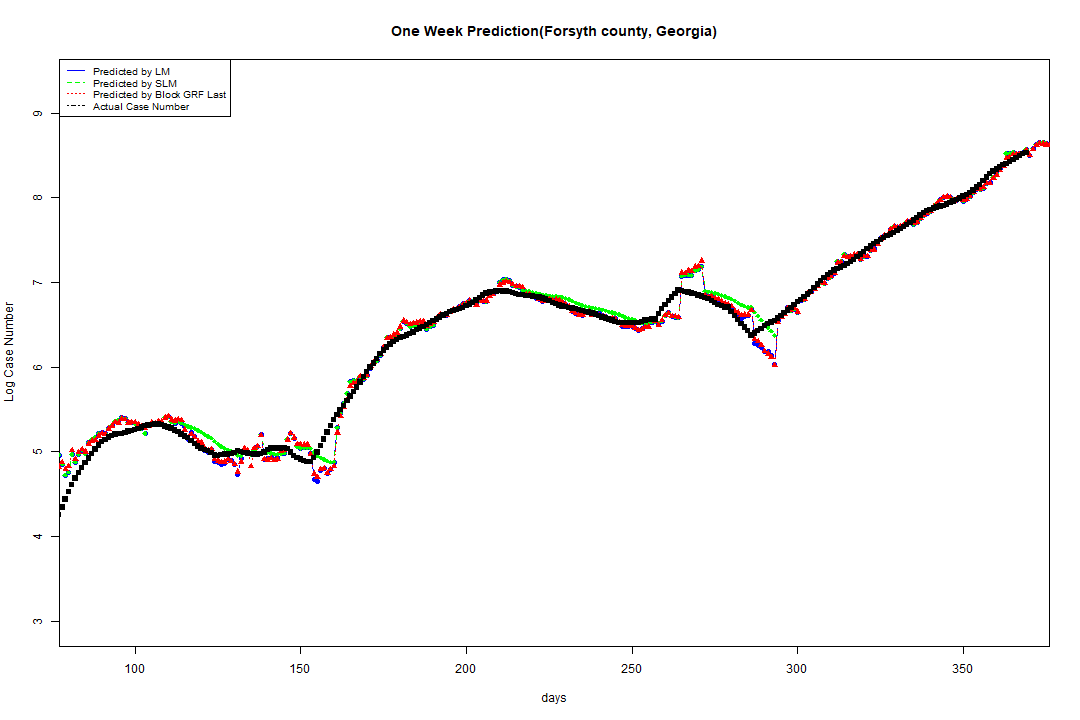 One Week Prediction(Forsyth county, Georgia)
Predicted by LM
Predicted by SLM
Predicted by Block GRF Last
Actual Case Number
Log Case Number
9
8
7
6
5
4
3
100 150 200 250 300 350
days